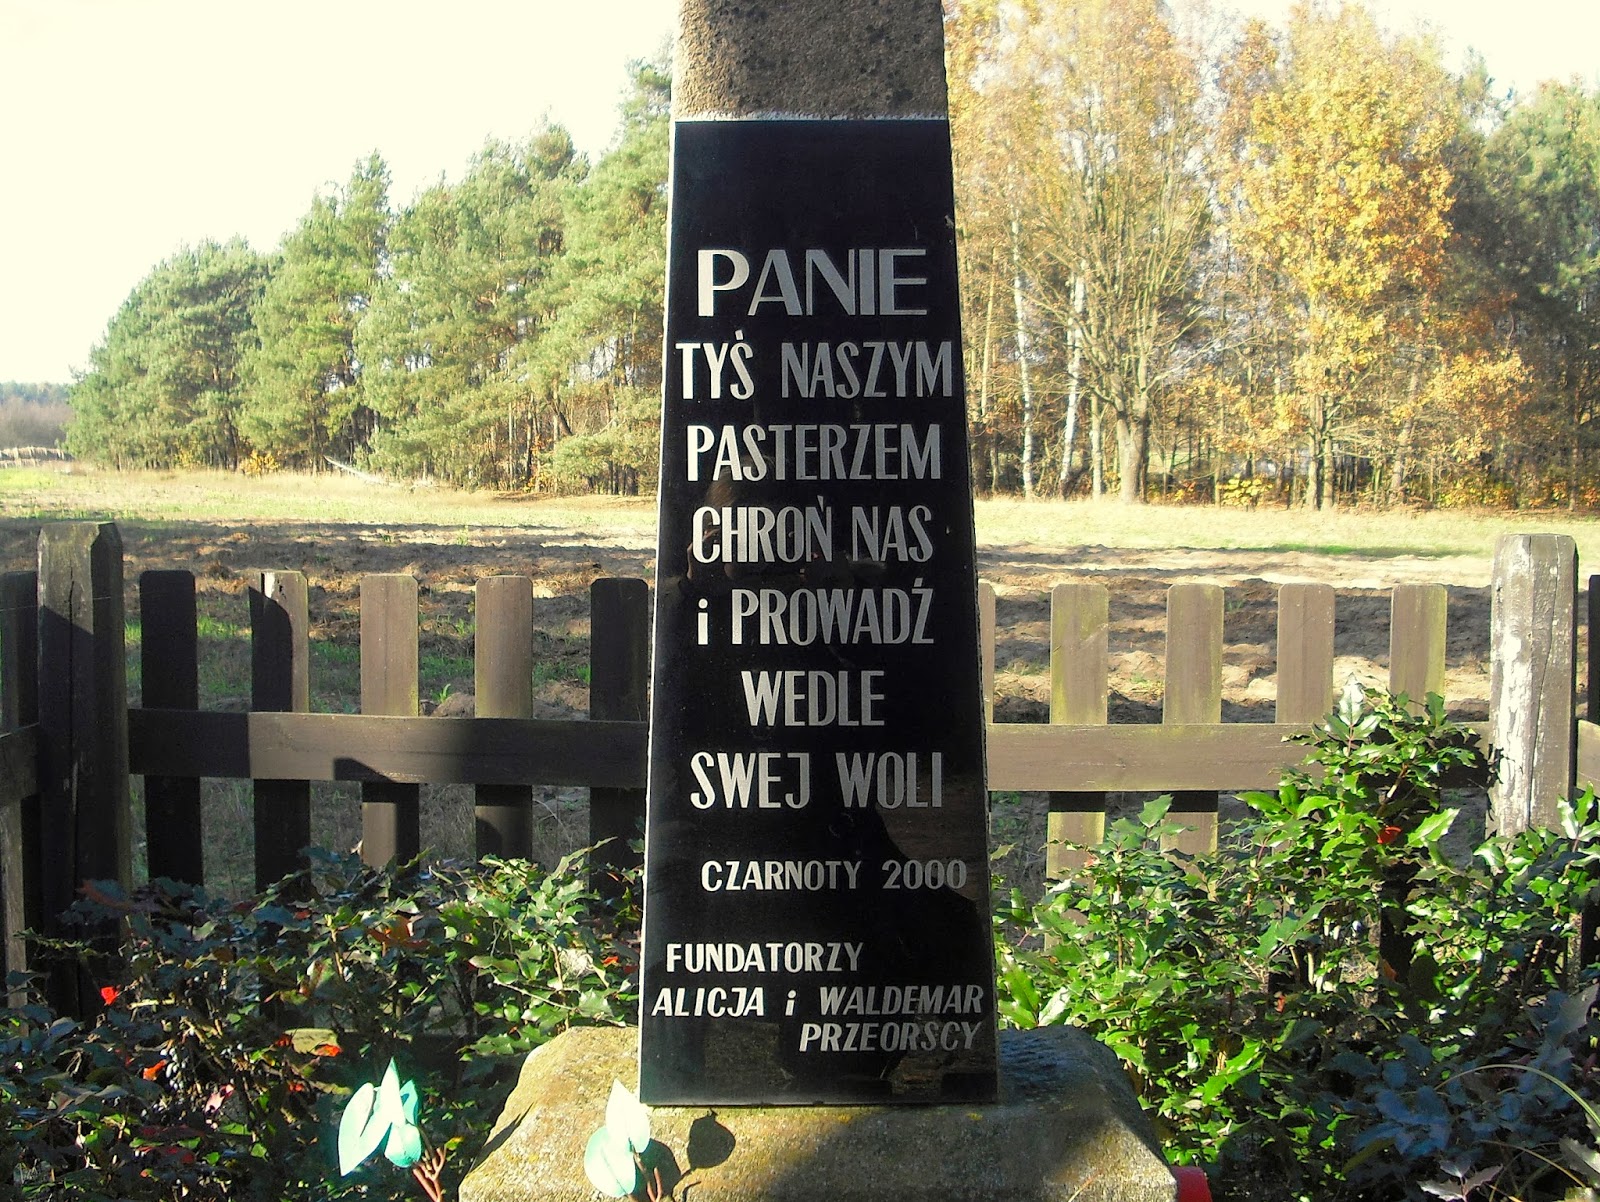 PANIE
TYŚ NASZYM
PASTERZEM
CHROŃ NAS
i PROWADŹ
WEDLE
SWEJ WOLI
CZARNOTY 2000
FUNDATORZY
ALICJA i WALDEMAR
PRZEORSCY